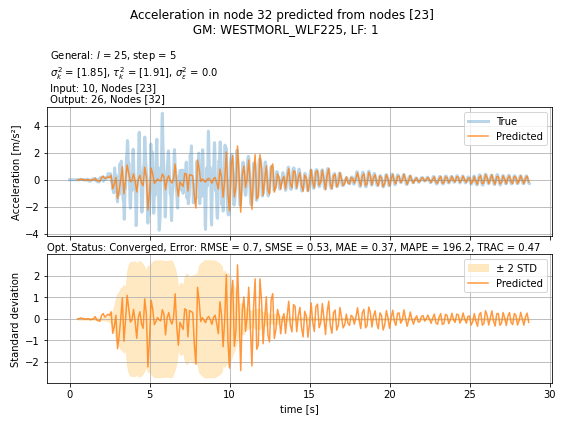 Acceleration in node 32 predicted from nodes [23]
GM: WESTMORL_WLF225, LF: 1
General: l = 25, step = 5
σ²ₖ = [1.85], τ²ₖ = [1.91], σ²ε = 0.0
Input: 10, Nodes [23]
Output: 26, Nodes [32]
Acceleration [m/s²]
4
2
0
−2
−4
True
Predicted
Opt. Status: Converged, Error: RMSE = 0.7, SMSE = 0.53, MAE = 0.37, MAPE = 196.2, TRAC = 0.47
Standard deviation
2
1
0
−1
−2
± 2 STD
Predicted
0 5 10 15 20 25 30
time [s]